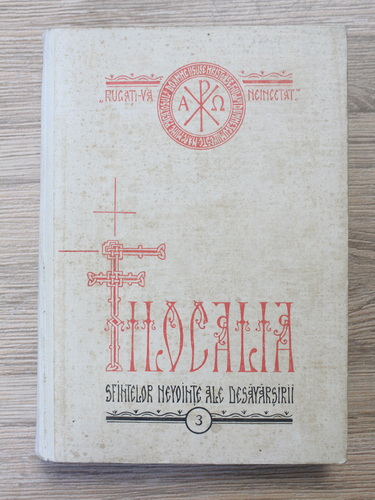 „RUGAȚI-VĂ NEINCETAT.”
Α Ω
FILOCALIA
SFINTELOR NEVOINȚE ALE DESĂVÂRȘIRII
3